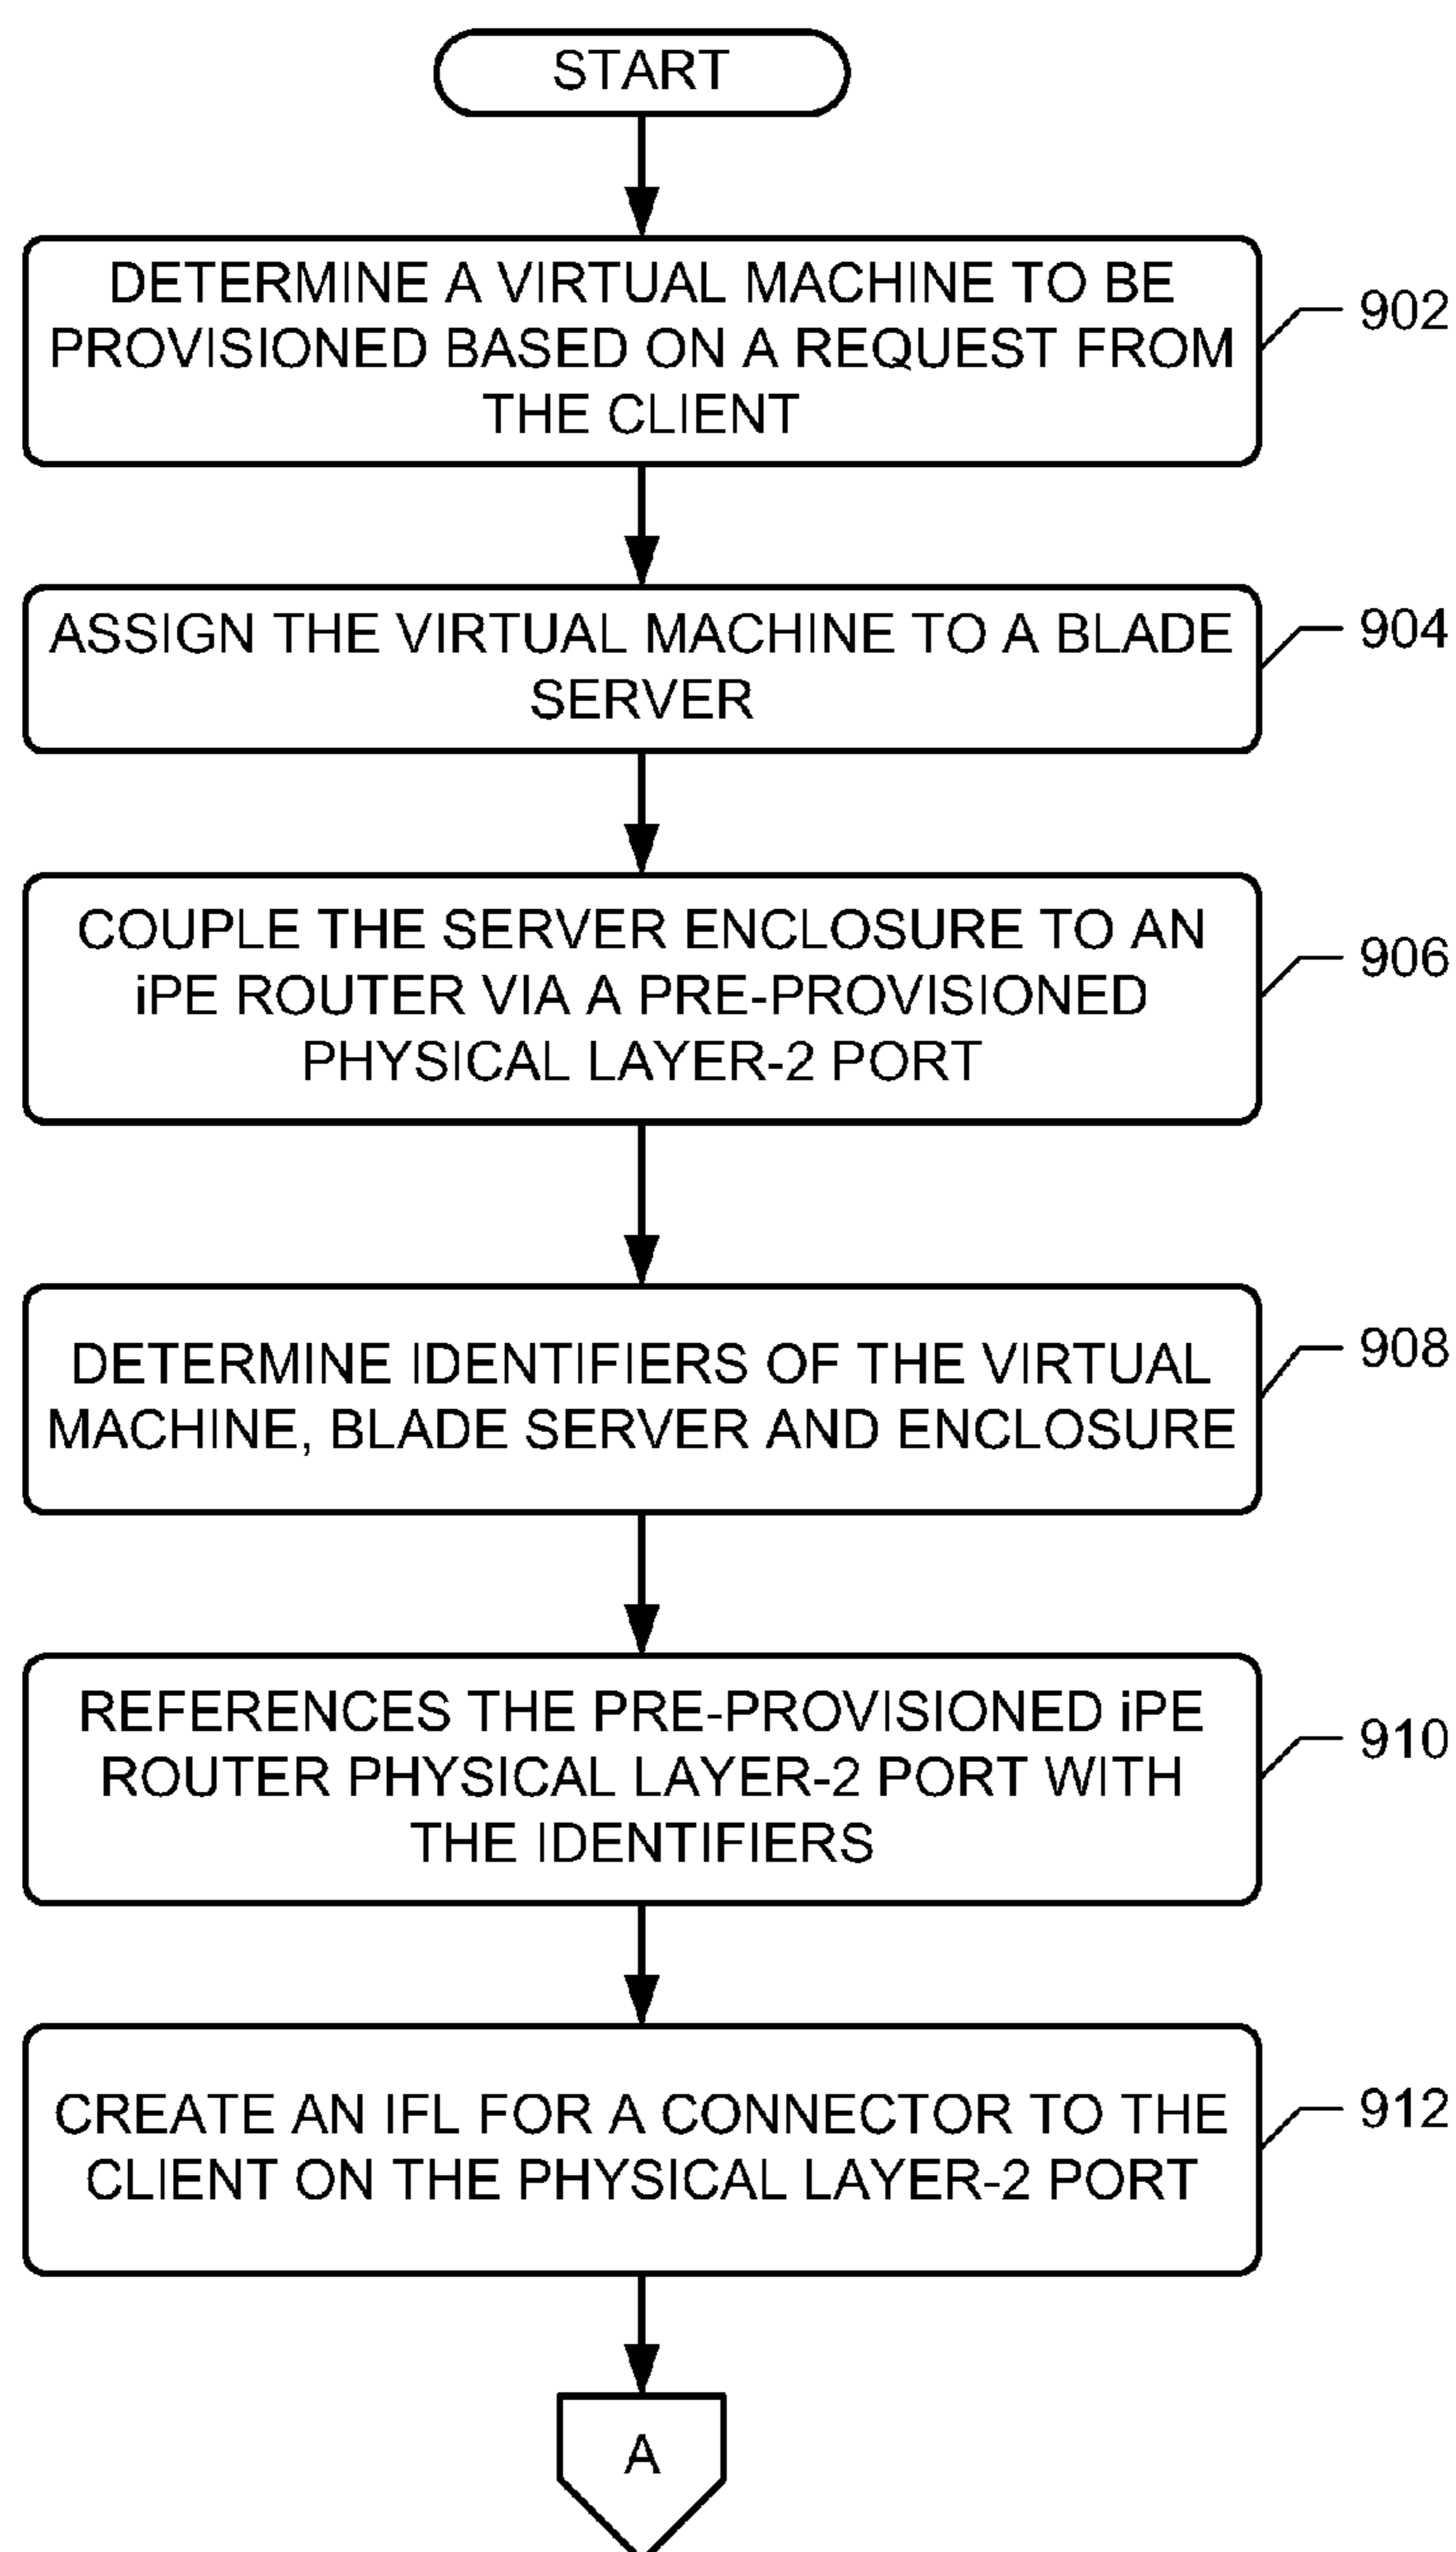 START
DETERMINE A VIRTUAL MACHINE TO BE
PROVISIONED BASED ON A REQUEST FROM
THE CLIENT
902
ASSIGN THE VIRTUAL MACHINE TO A BLADE
SERVER
904
COUPLE THE SERVER ENCLOSURE TO AN
iPE ROUTER VIA A PRE-PROVISIONED
PHYSICAL LAYER-2 PORT
906
DETERMINE IDENTIFIERS OF THE VIRTUAL
MACHINE, BLADE SERVER AND ENCLOSURE
908
REFERENCES THE PRE-PROVISIONED iPE
ROUTER PHYSICAL LAYER-2 PORT WITH
THE IDENTIFIERS
910
CREATE AN IFL FOR A CONNECTOR TO THE
CLIENT ON THE PHYSICAL LAYER-2 PORT
912
A